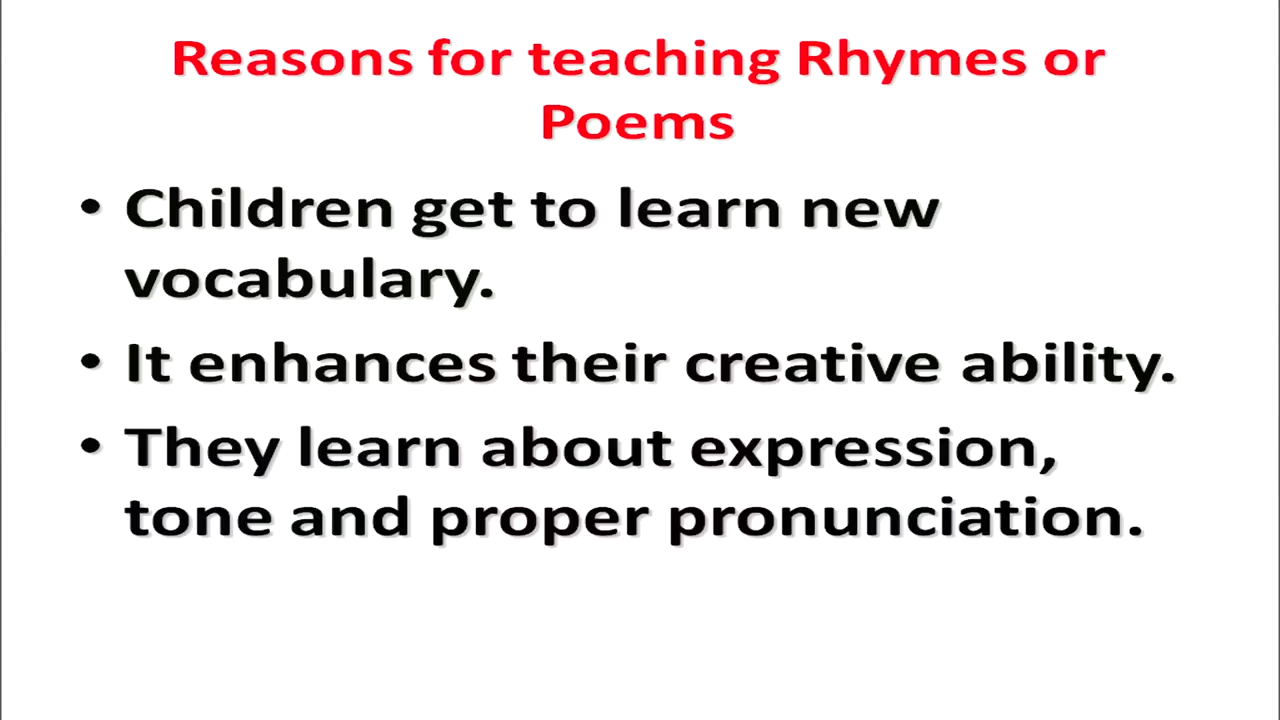 Reasons for teaching Rhymes or
Poems
• Children get to learn new
vocabulary.
• It enhances their creative ability.
• They learn about expression,
tone and proper pronunciation.